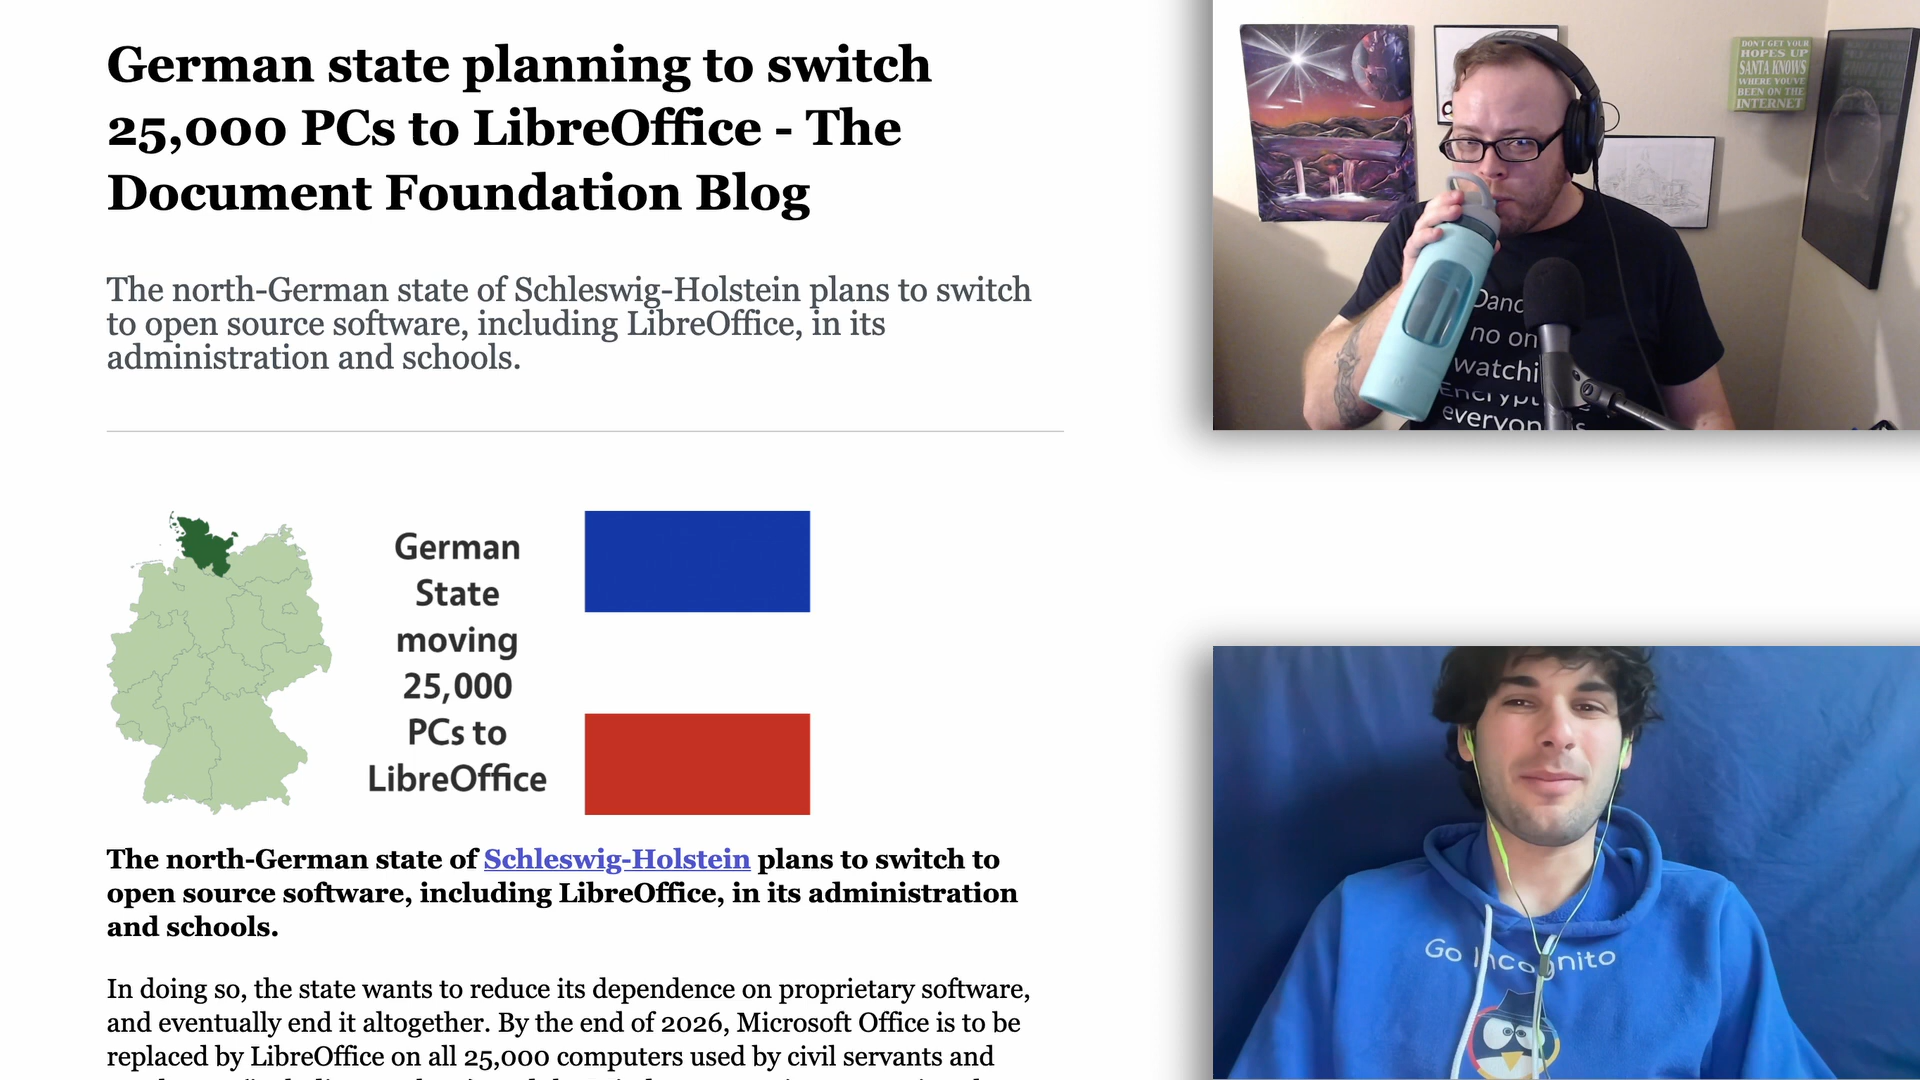 German state planning to switch
25,000 PCs to LibreOffice - The
Document Foundation Blog
The north-German state of Schleswig-Holstein plans to switch
to open source software, including LibreOffice, in its
administration and schools.
German
State
moving
25,000
PCs to
LibreOffice
The north-German state of Schleswig-Holstein plans to switch to
open source software, including LibreOffice, in its administration
and schools.
In doing so, the state wants to reduce its dependence on proprietary software,
and eventually end it altogether. By the end of 2026, Microsoft Office is to be
replaced by LibreOffice on all 25,000 computers used by civil servants and
DON'T GET YOUR
HOPES UP
SANTA KNOWS
WHERE YOU'VE
BEEN ON THE
INTERNET
no on
watchi
everyon
Go Incognito